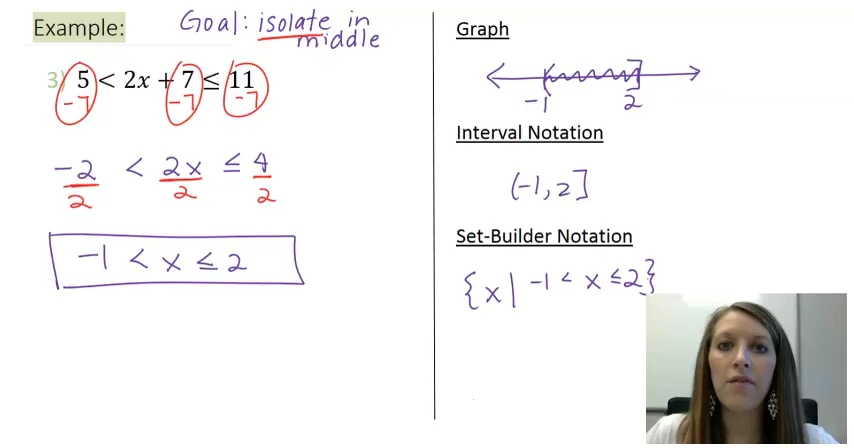 Example:
Goal: isolate in
middle
3) 5 < 2x + 7 ≤ 11
-7 -7 -7
-2 < 2x ≤ 4
2 2 2
-1 < x ≤ 2
Graph
-1 2
Interval Notation
(-1, 2]
Set-Builder Notation
{x| -1 < x ≤ 2}